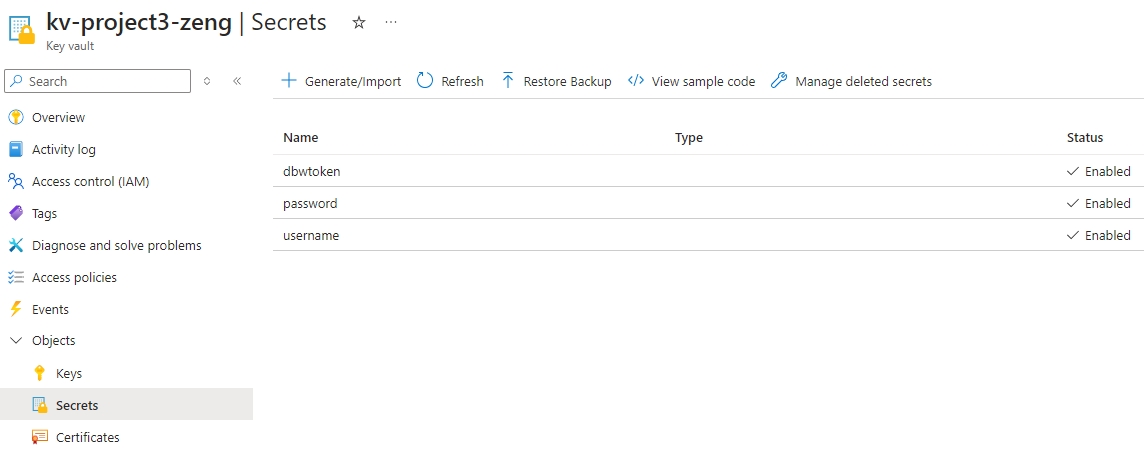 kv-project3-zeng | Secrets
Key vault
Search
Generate/Import Refresh Restore Backup View sample code Manage deleted secrets
Overview
Activity log
Access control (IAM)
Tags
Diagnose and solve problems
Access policies
Events
Objects
Keys
Secrets
Certificates
Name Type Status
dbwtoken Enabled
password Enabled
username Enabled